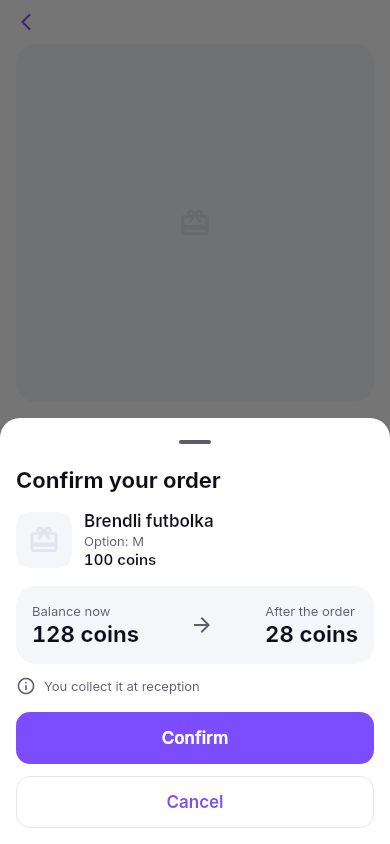 Confirm your order
Brendli futbolka
Option: M
100 coins
Balance now
128 coins
After the order
28 coins
You collect it at reception
Confirm
Cancel